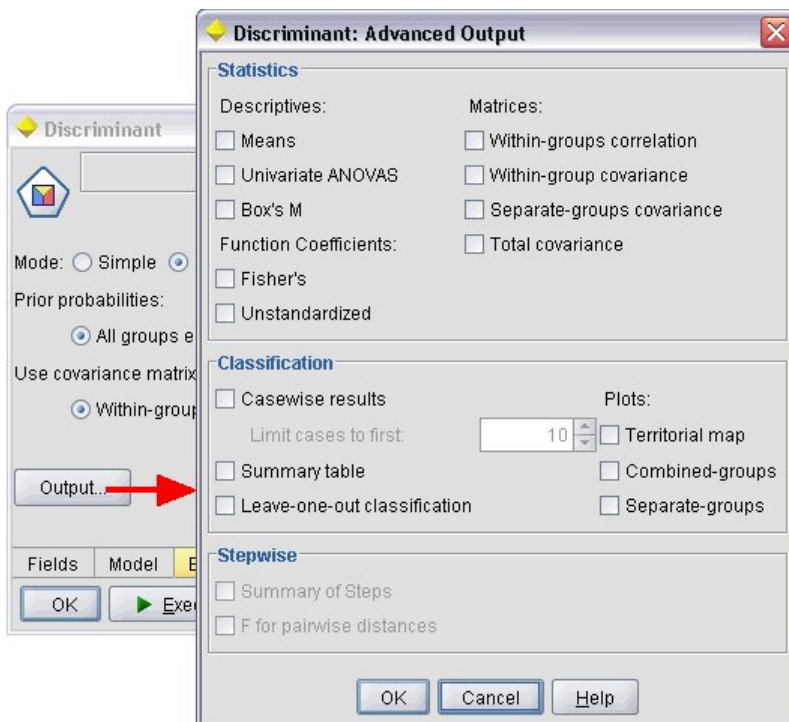 Discriminant: Advanced Output
Statistics
Descriptives:
Means
Univariate ANOVAS
Box's M
Function Coefficients:
Fisher's
Unstandardized
Matrices:
Within-groups correlation
Within-group covariance
Separate-groups covariance
Total covariance
Classification
Casewise results
Limit cases to first: 10
Summary table
Leave-one-out classification
Plots:
Territorial map
Combined-groups
Separate-groups
Stepwise
Summary of Steps
F for pairwise distances
OK Cancel Help
Discriminant
Mode: Simple
Prior probabilities:
All groups e
Use covariance matrix
Within-group
Output...
Fields Model E
OK Exe